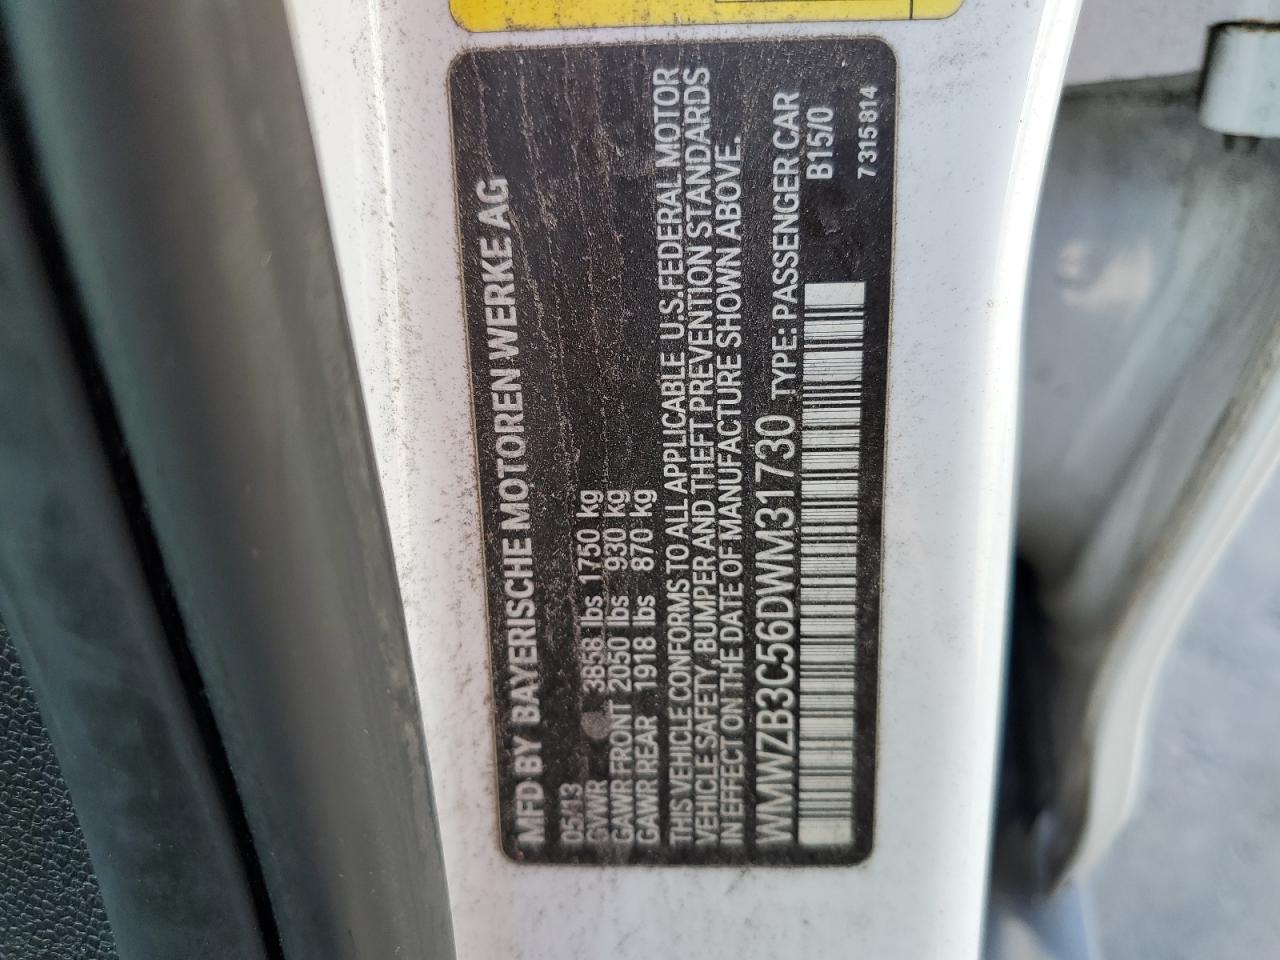 MFD BY BAYERISCHE MOTOREN WERKE AG
05/13
GVWR 3858 lbs 1750 kg
GAWR FRONT 2050 lbs 930 kg
GAWR REAR 1918 lbs 870 kg
THIS VEHICLE CONFORMS TO ALL APPLICABLE U.S.FEDERAL MOTOR
VEHICLE SAFETY, BUMPER AND THEFT PREVENTION STANDARDS
IN EFFECT ON THE DATE OF MANUFACTURE SHOWN ABOVE.
WMWZB3C56DWM31730 TYPE: PASSENGER CAR
B15/0
7315814